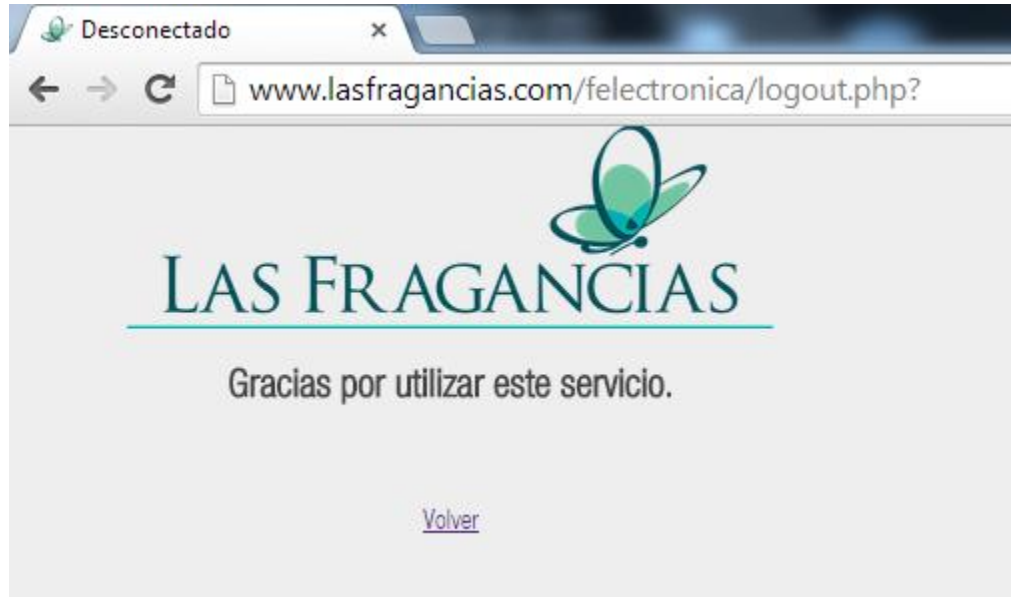 Desconectado
www.lasfragancias.com/felectronica/logout.php?
LAS FRAGANCIAS
Gracias por utilizar este servicio.
Volver